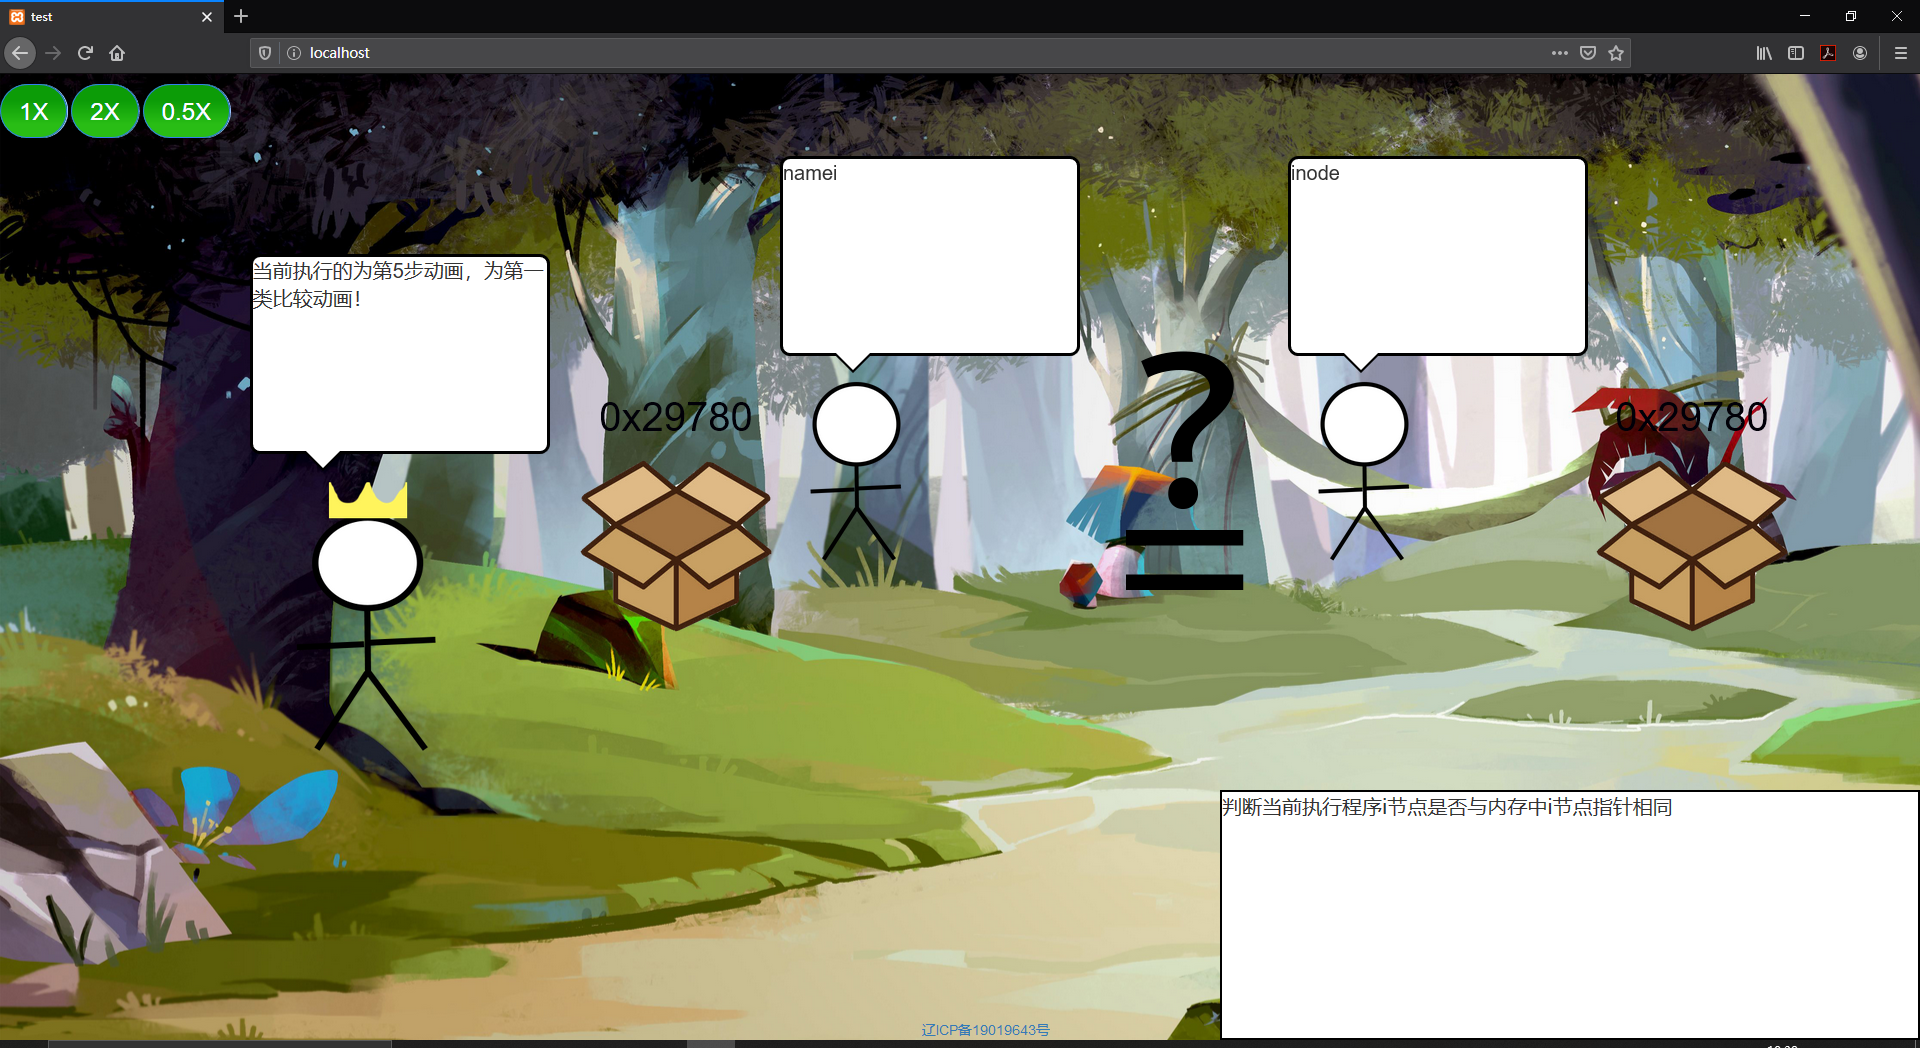 test
localhost
1X 2X 0.5X
namei
inode
当前执行的为第5步动画，为第一
类比较动画！
0x29780
0x29780
?
=
判断当前执行程序i节点是否与内存中i节点指针相同
辽ICP备19019643号